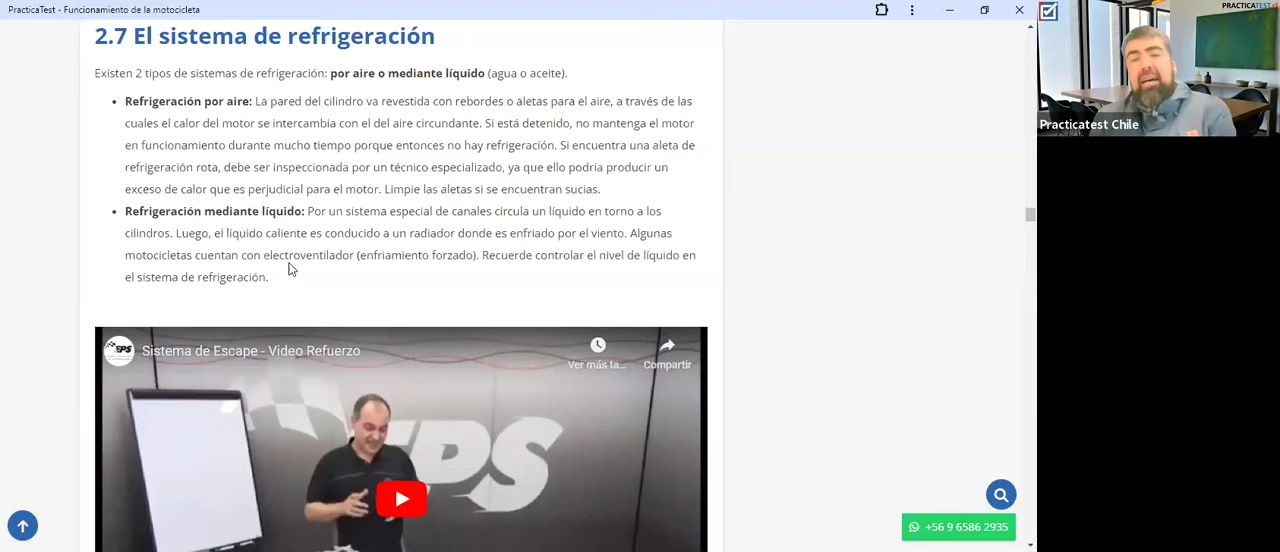 PracticaTest - Funcionamiento de la motocicleta
2.7 El sistema de refrigeración
Existen 2 tipos de sistemas de refrigeración: por aire o mediante líquido (agua o aceite).
• Refrigeración por aire: La pared del cilindro va revestida con rebordes o aletas para el aire, a través de las
cuales el calor del motor se intercambia con el del aire circundante. Si está detenido, no mantenga el motor
en funcionamiento durante mucho tiempo porque entonces no hay refrigeración. Si encuentra una aleta de
refrigeración rota, debe ser inspeccionada por un técnico especializado, ya que ello podría producir un
exceso de calor que es perjudicial para el motor. Limpie las aletas si se encuentran sucias.
• Refrigeración mediante líquido: Por un sistema especial de canales circula un líquido en torno a los
cilindros. Luego, el líquido caliente es conducido a un radiador donde es enfriado por el viento. Algunas
motocicletas cuentan con electroventilador (enfriamiento forzado). Recuerde controlar el nivel de líquido en
el sistema de refrigeración.
Sistema de Escape - Video Refuerzo
Ver más ta...
Compartir
+56 9 6586 2935
Practicatest Chile